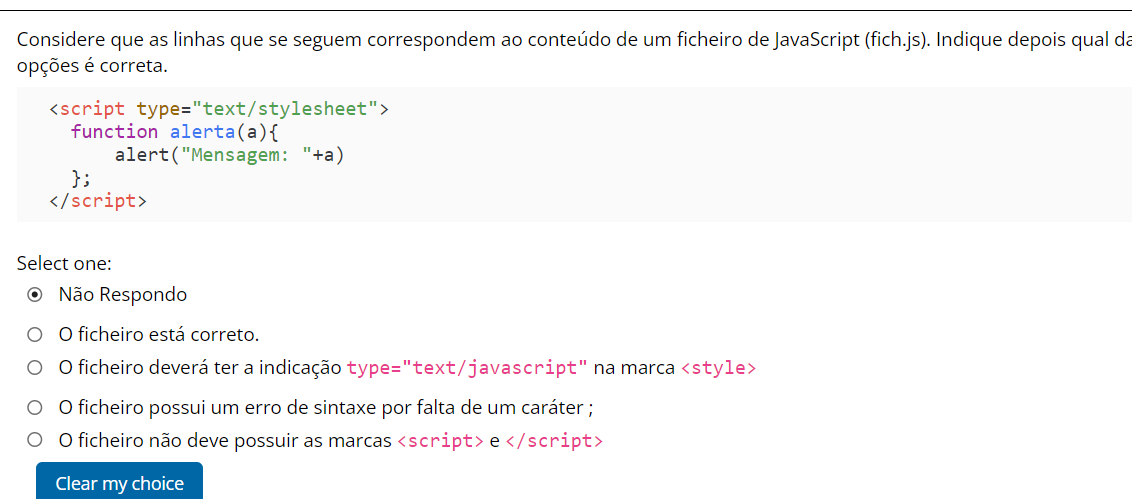 Considere que as linhas que se seguem correspondem ao conteúdo de um ficheiro de JavaScript (fich.js). Indique depois qual
opções é correta.
<script type="text/stylesheet">
function alerta(a){
alert("Mensagem: "+a)
};
</script>
Select one:
Não Respondo
O ficheiro está correto.
O ficheiro deverá ter a indicação type="text/javascript" na marca <style>
O ficheiro possui um erro de sintaxe por falta de um caráter ;
O ficheiro não deve possuir as marcas <script> e </script>
Clear my choice